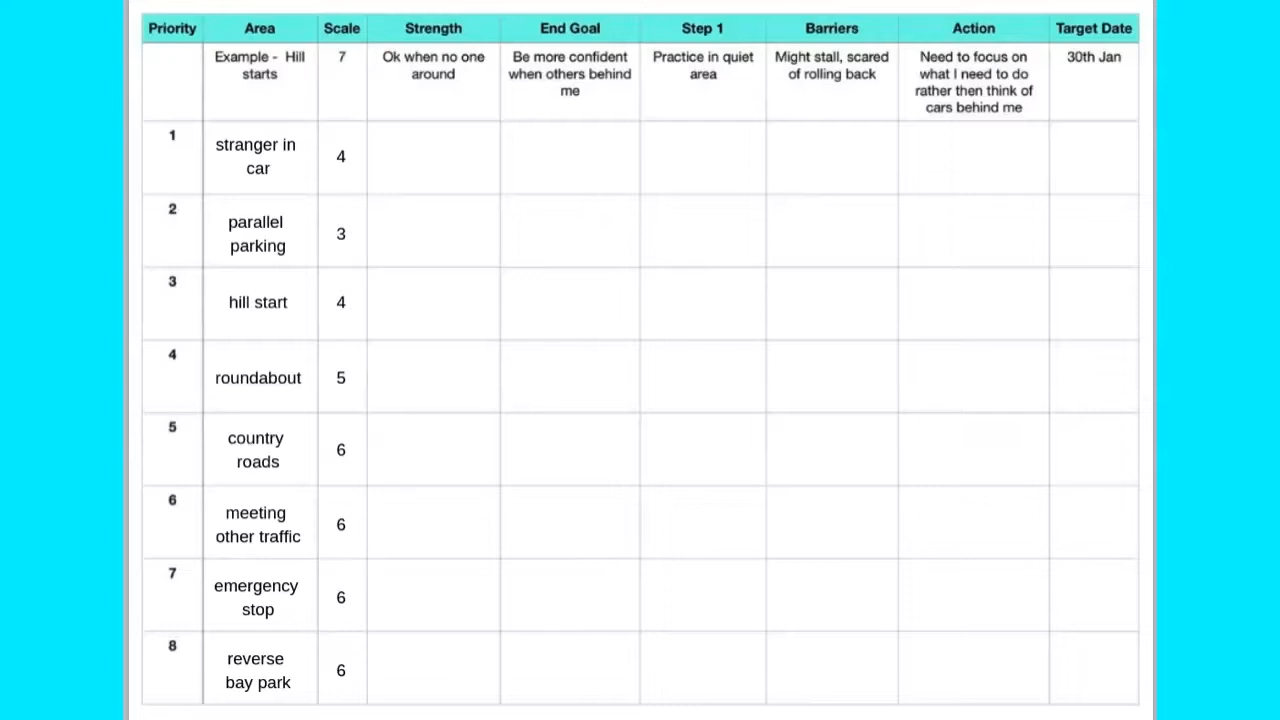 Priority Area Scale Strength End Goal Step 1 Barriers Action Target Date
Example - Hill starts 7 Ok when no one around Be more confident when others behind me Practice in quiet area Might stall, scared of rolling back Need to focus on what I need to do rather then think of cars behind me 30th Jan
1 stranger in car 4
2 parallel parking 3
3 hill start 4
4 roundabout 5
5 country roads 6
6 meeting other traffic 6
7 emergency stop 6
8 reverse bay park 6